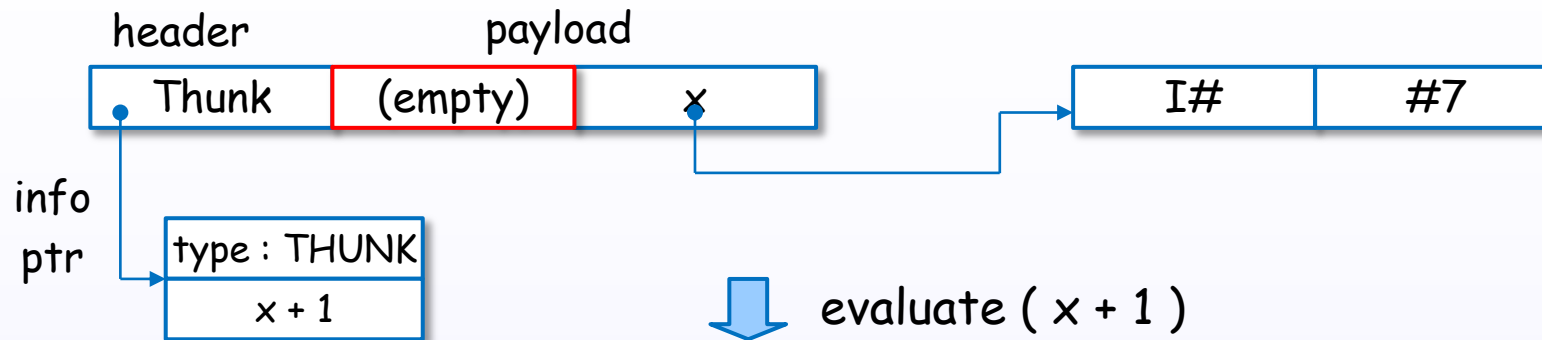 header payload
Thunk (empty) x I# #7
info
ptr
type : THUNK
x + 1
evaluate ( x + 1 )